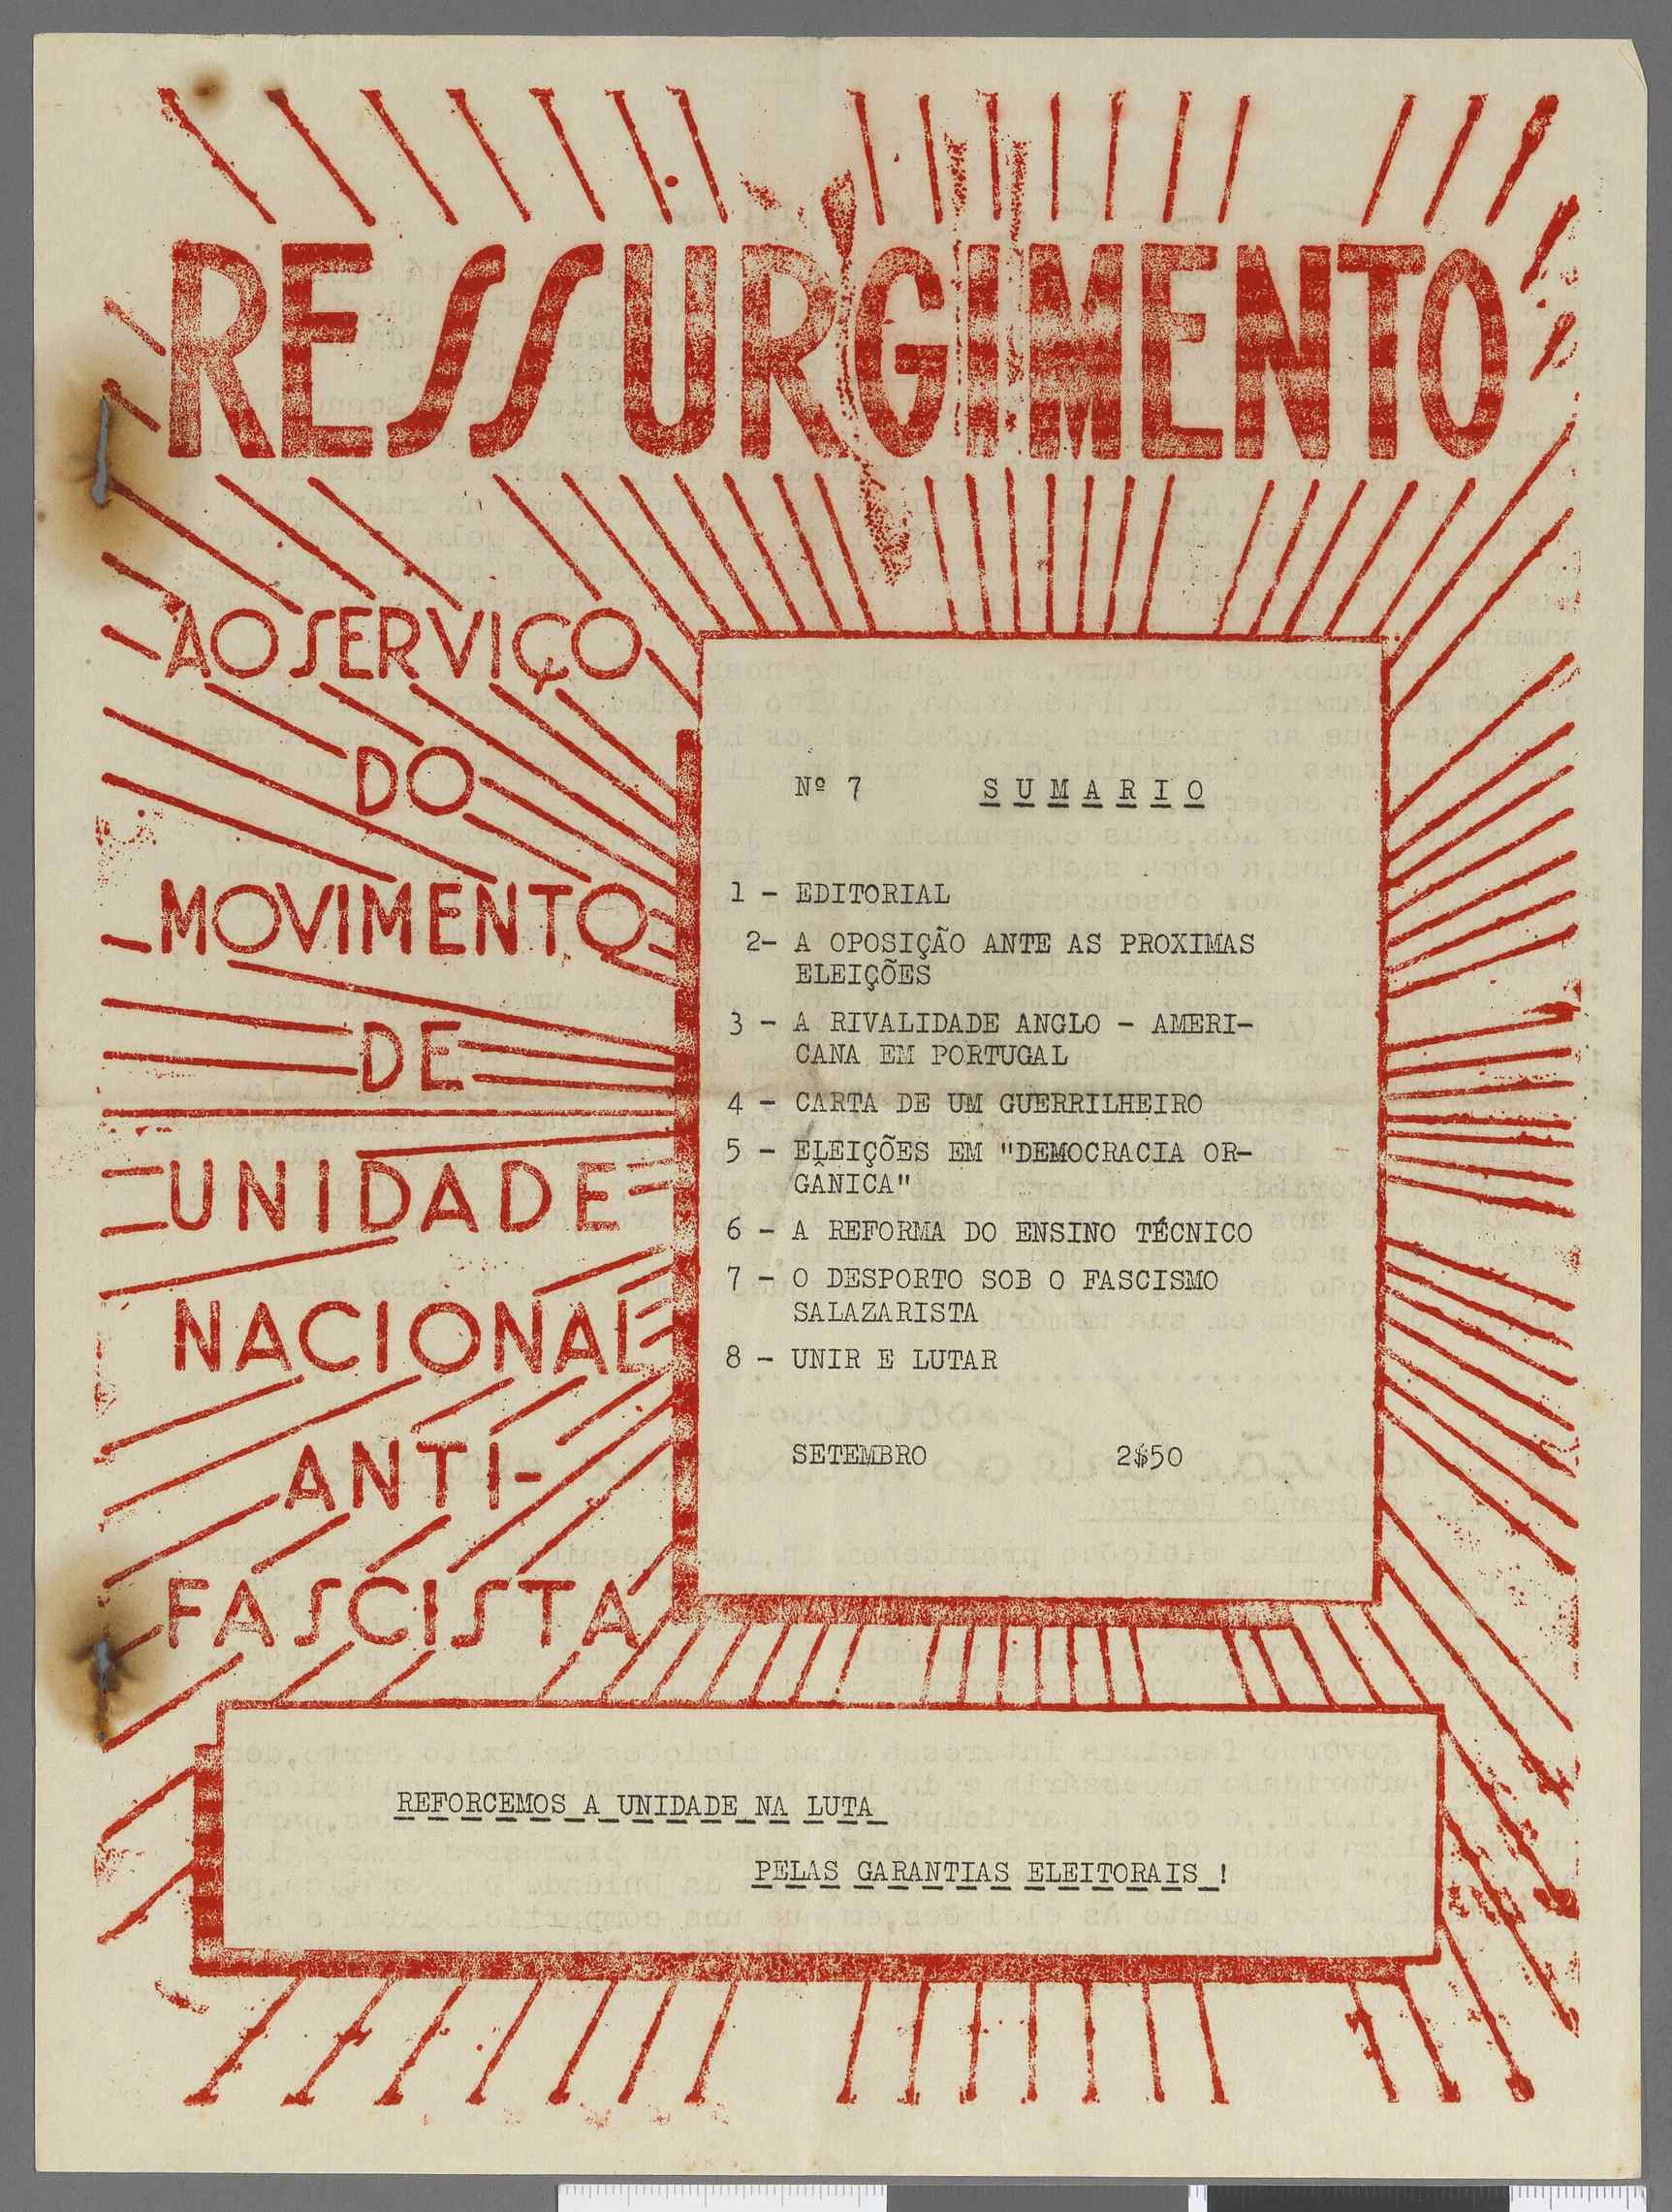 RESSURGIMENTO
AO SERVIÇO
DO
MOVIMENTO
DE
UNIDADE
NACIONAL
ANTI-
FASCISTA
Nº 7 SUMARIO
1 - EDITORIAL
2- A OPOSIÇÃO ANTE AS PROXIMAS
ELEIÇÕES
3 - A RIVALIDADE ANGLO - AMERI-
CANA EM PORTUGAL
4 - CARTA DE UM GUERRILHEIRO
5 - ELEIÇÕES EM "DEMOCRACIA OR-
GÂNICA"
6 - A REFORMA DO ENSINO TÉCNICO
7 - O DESPORTO SOB O FASCISMO
SALAZARISTA
8 - UNIR E LUTAR
SETEMBRO 2$50
REFORCEMOS A UNIDADE NA LUTA
PELAS GARANTIAS ELEITORAIS !